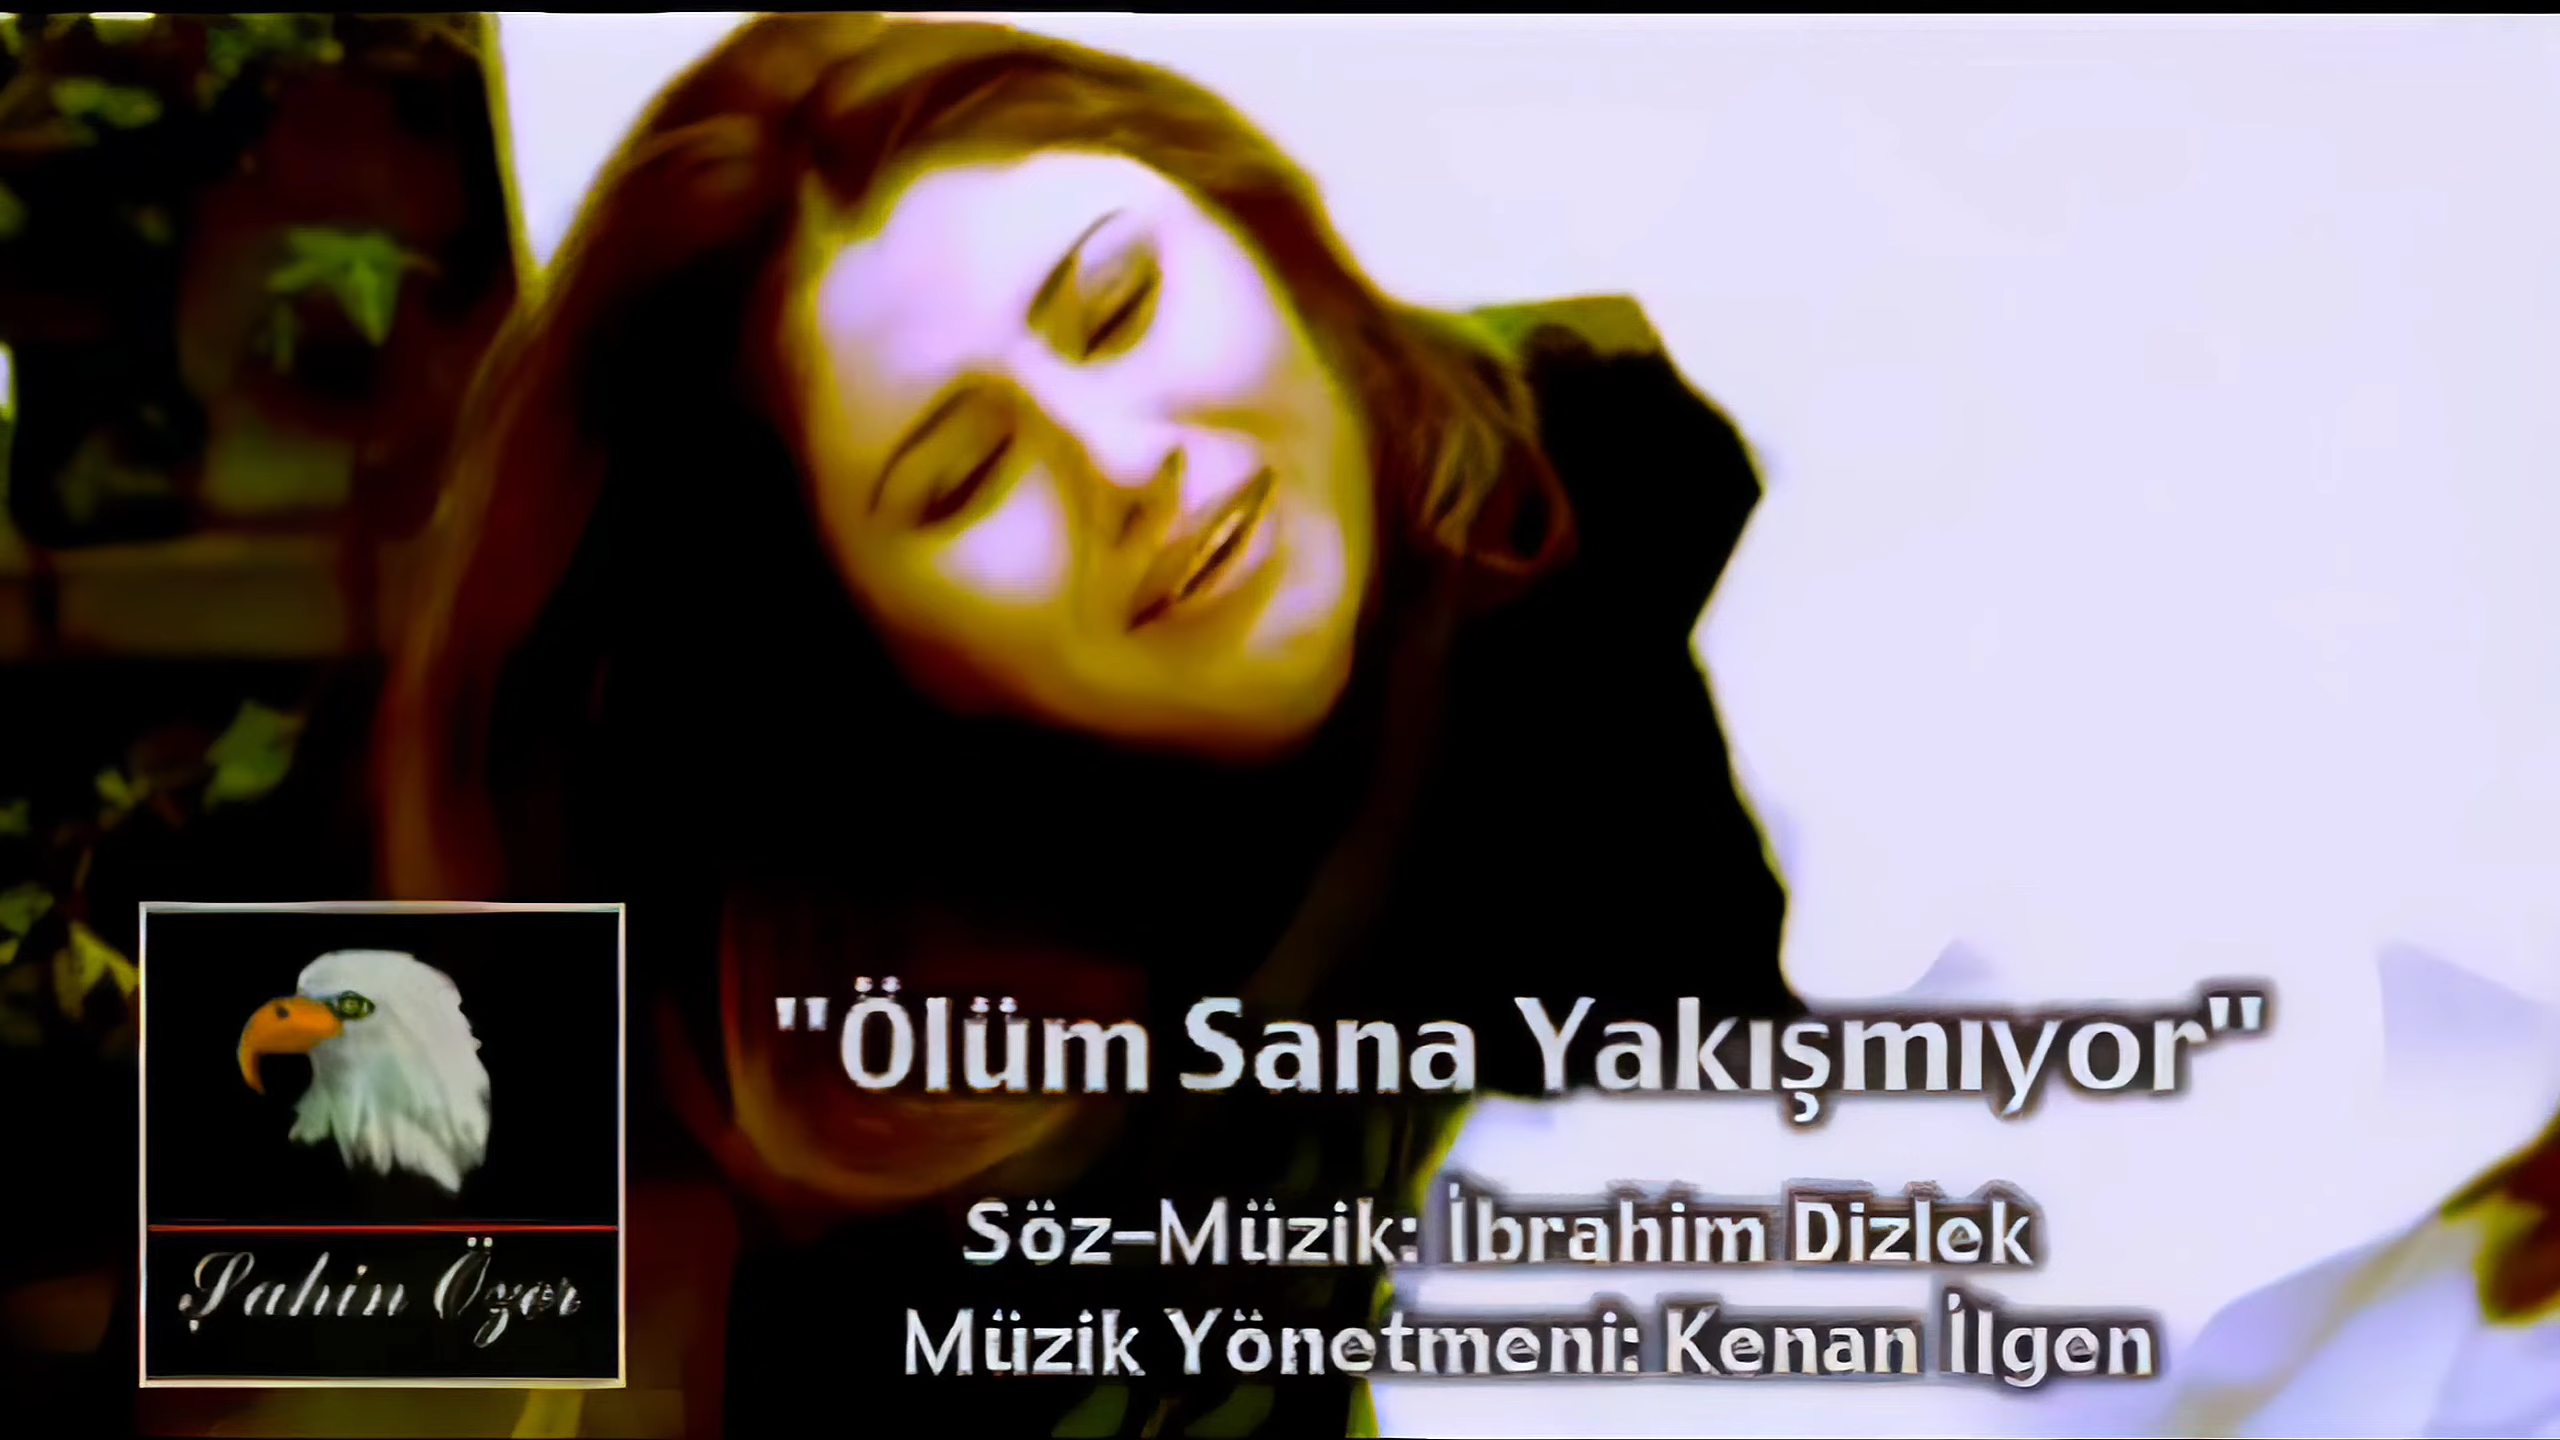 "Ölüm Sana Yakışmıyor"
Söz-Müzik: İbrahim Dizlek
Müzik Yönetmeni: Kenan İlgen
Şahin Özer